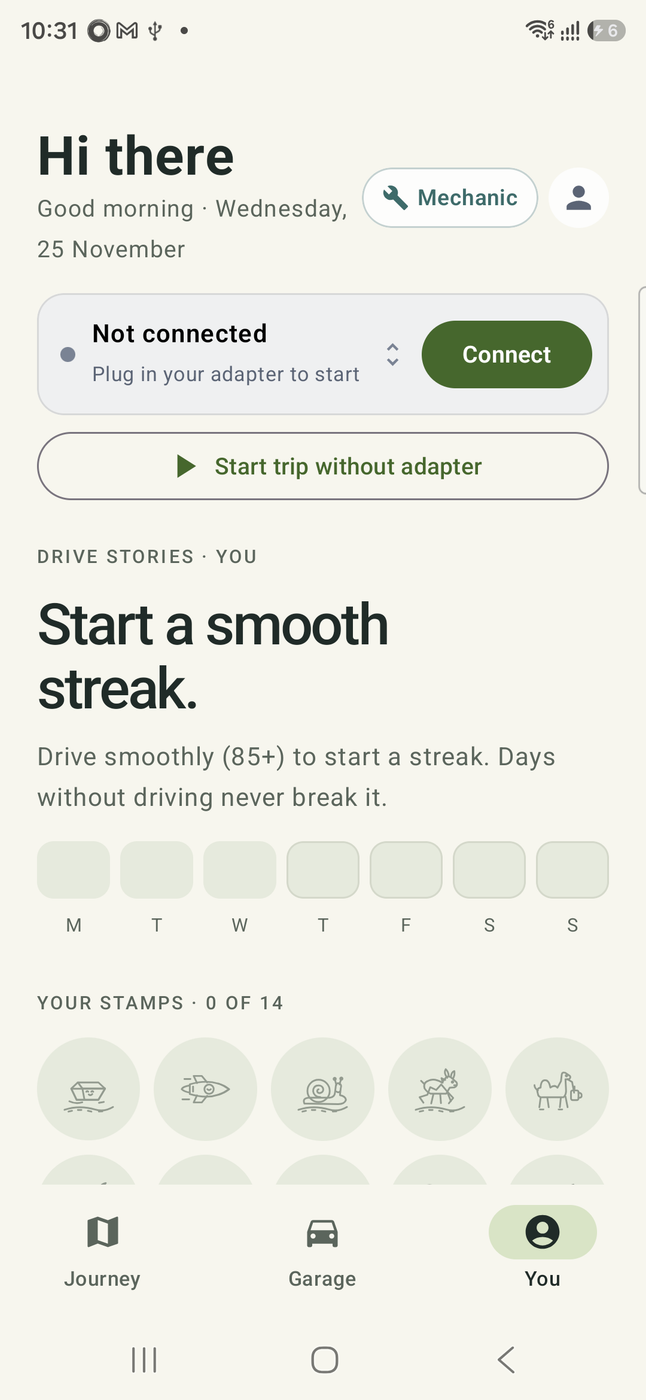 10:31
6
6
Hi there
Good morning · Wednesday,
25 November
Mechanic
Not connected
Plug in your adapter to start
Connect
Start trip without adapter
DRIVE STORIES · YOU
Start a smooth
streak.
Drive smoothly (85+) to start a streak. Days
without driving never break it.
M T W T F S S
YOUR STAMPS · 0 OF 14
Journey
Garage
You